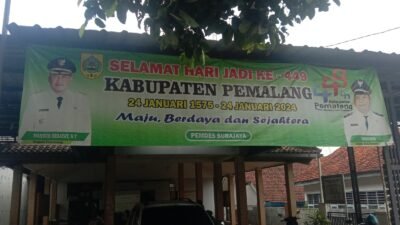 SELAMAT HARI JADI KE - 449
KABUPATEN PEMALANG
24 JANUARI 1575 - 24 JANUARI 2024
Maju, Berdaya dan Sejahtera
PEMDES SURAJAYA
Pemalang